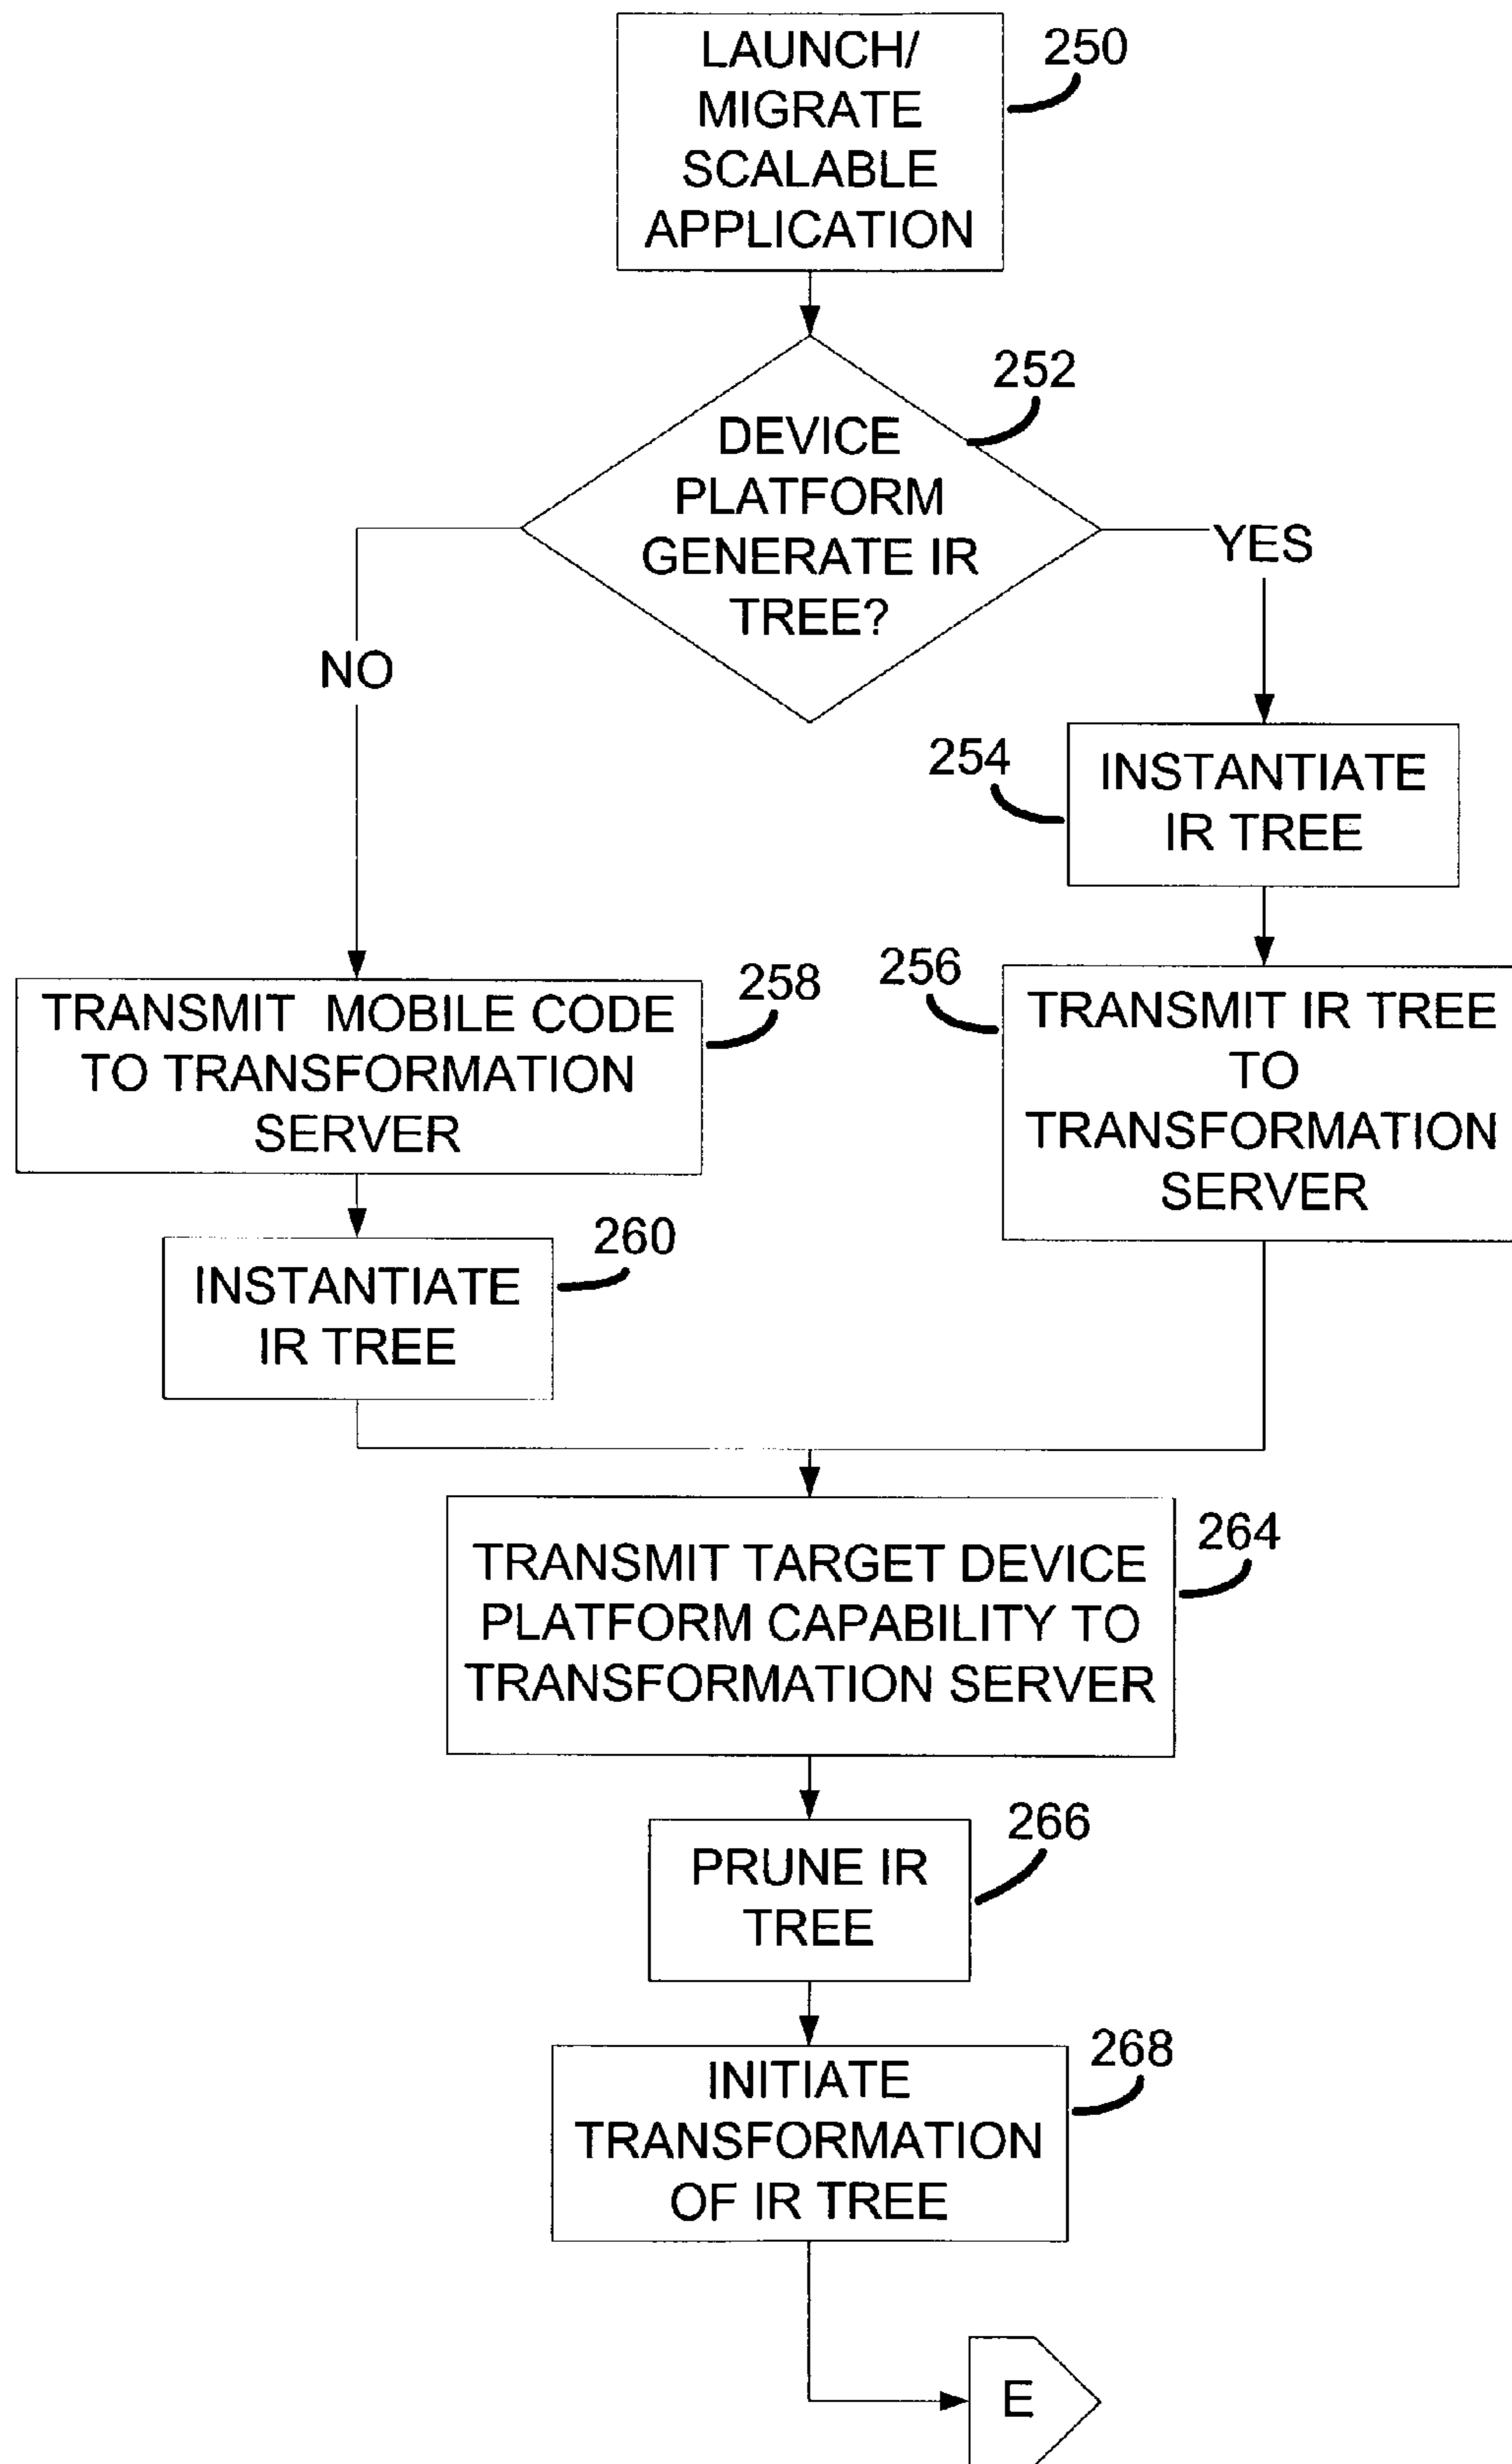 LAUNCH/
MIGRATE
SCALABLE
APPLICATION
250
DEVICE
PLATFORM
GENERATE IR
TREE?
252
YES
NO
254
INSTANTIATE
IR TREE
256
TRANSMIT IR TREE
TO
TRANSFORMATION
SERVER
TRANSMIT MOBILE CODE
TO TRANSFORMATION
SERVER
258
INSTANTIATE
IR TREE
260
TRANSMIT TARGET DEVICE
PLATFORM CAPABILITY TO
TRANSFORMATION SERVER
264
PRUNE IR
TREE
266
INITIATE
TRANSFORMATION
OF IR TREE
268
E